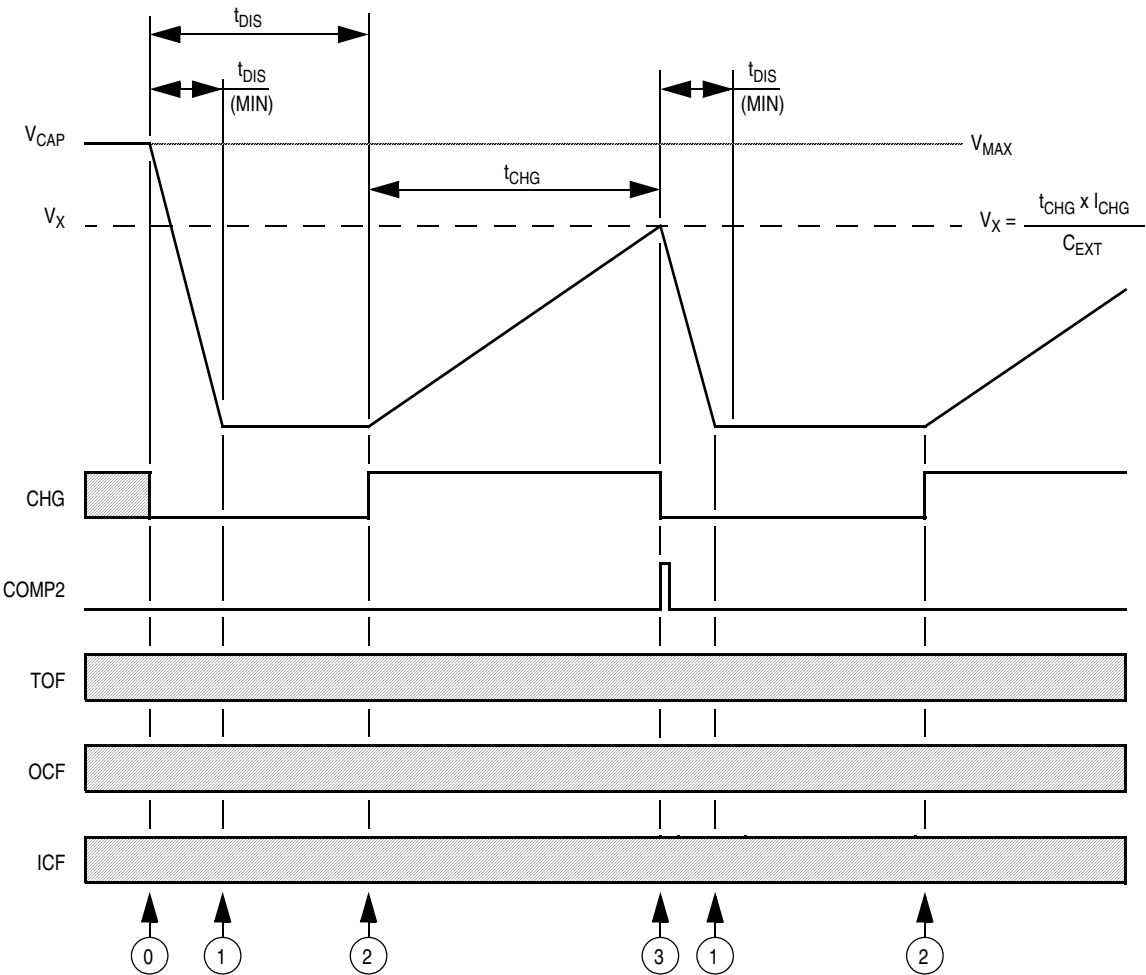 tDIS
tDIS
(MIN)
tDIS
(MIN)
VCAP
VMAX
tCHG
VX
VX = tCHG x ICHG
CEXT
CHG
COMP2
TOF
OCF
ICF
0 1 2 3 1 2